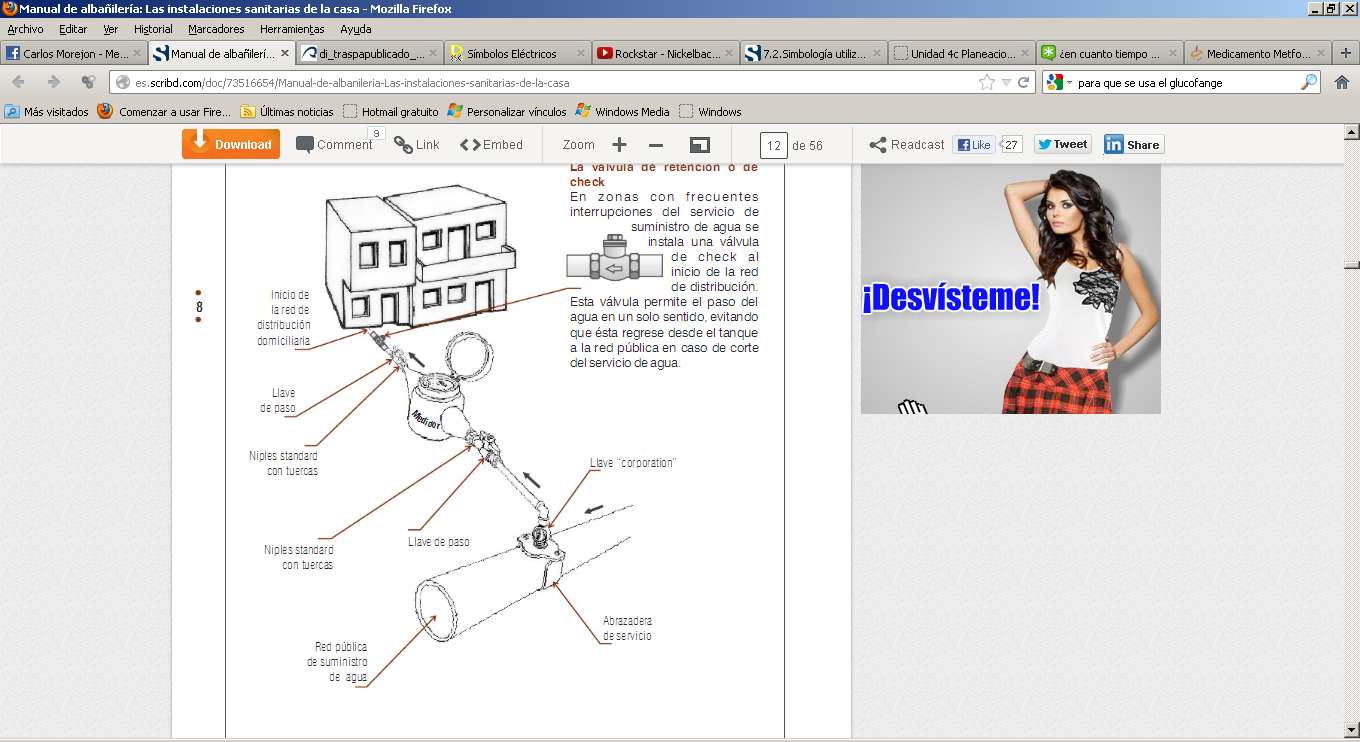 Manual de albañilería: Las instalaciones sanitarias de la casa - Mozilla Firefox
Archivo Editar Ver Historial Marcadores Herramientas Ayuda
Carlos Morejon - Me...
Manual de albañilerí...
di_traspapublicado_...
Símbolos Eléctricos
Rockstar - Nickelbac...
7.2.Simbología utiliz...
Unidad 4c Planeacio...
¿en cuanto tiempo ...
Medicamento Metfo...
es.scribd.com/doc/73516654/Manual-de-albanileria-Las-instalaciones-sanitarias-de-la-casa
para que se usa el glucofange
Más visitados Comenzar a usar Fire... Últimas noticias Hotmail gratuito Personalizar vínculos Windows Media Windows
Download Comment 9 Link Embed Zoom 12 de 56 Readcast Like 27 Tweet Share
La válvula de retención o de
check
En zonas con frecuentes
interrupciones del servicio de
suministro de agua se
instala una válvula
de check al
inicio de la red
de distribución.
Esta válvula permite el paso del
agua en un solo sentido, evitando
que ésta regrese desde el tanque
a la red pública en caso de corte
del servicio de agua.
8
Inicio de
la red de
distribución
domiciliaria
Llave
de paso
Medidor
Niples standard
con tuercas
Llave "corporation"
Niples standard
con tuercas
Llave de paso
Abrazadera
de servicio
Red pública
de suministro
de agua
¡Desvísteme!